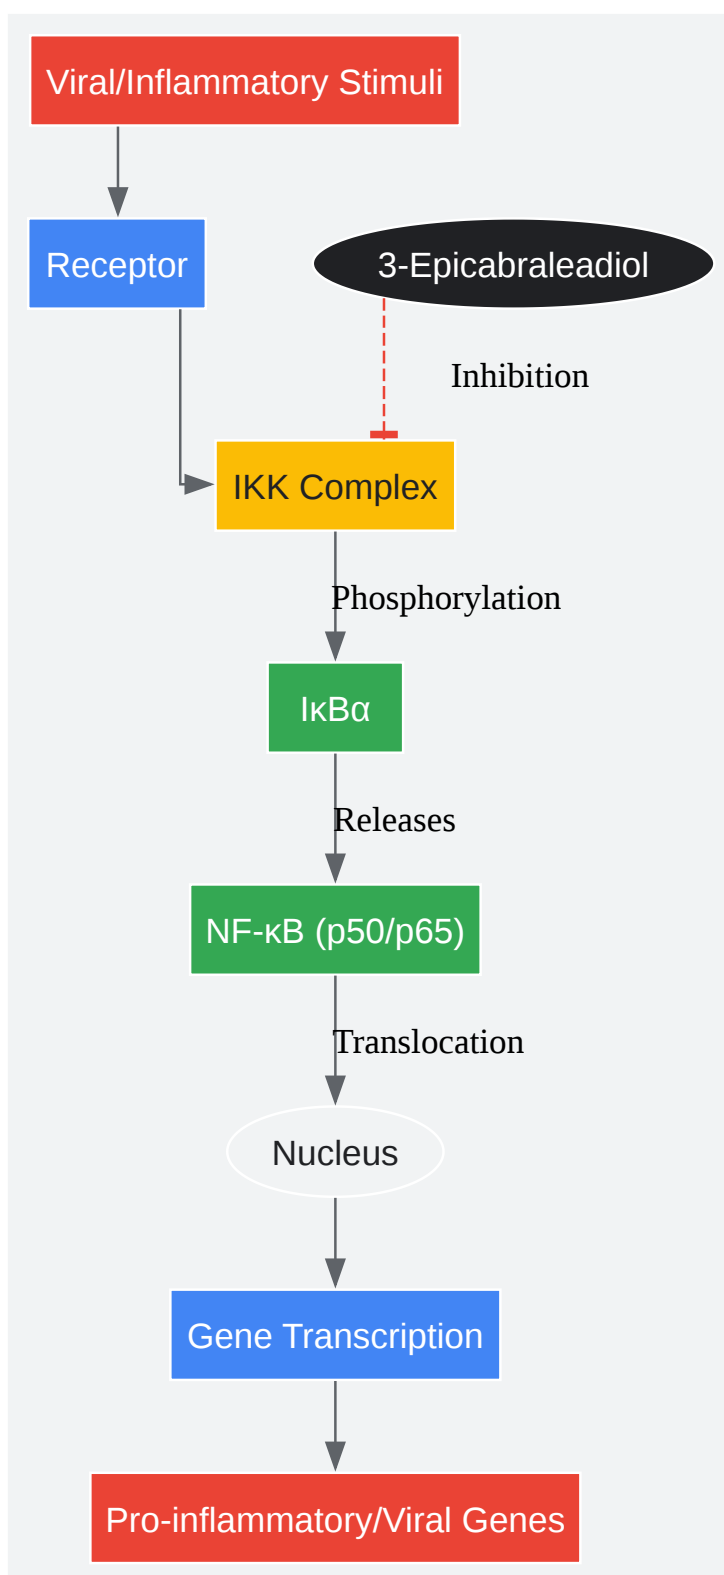 Viral/Inflammatory Stimuli
Receptor
3-Epicabraleadiol
Inhibition
IKK Complex
Phosphorylation
IκBα
Releases
NF-κB (p50/p65)
Translocation
Nucleus
Gene Transcription
Pro-inflammatory/Viral Genes